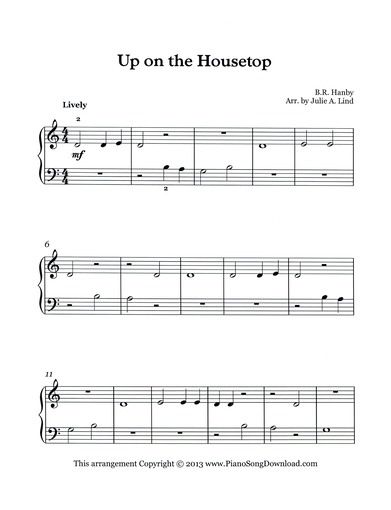 Up on the Housetop
B.R. Hanby
Arr. by Julie A. Lind
Lively
2
mf
2
6
11
This arrangement Copyright © 2013 www.PianoSongDownload.com